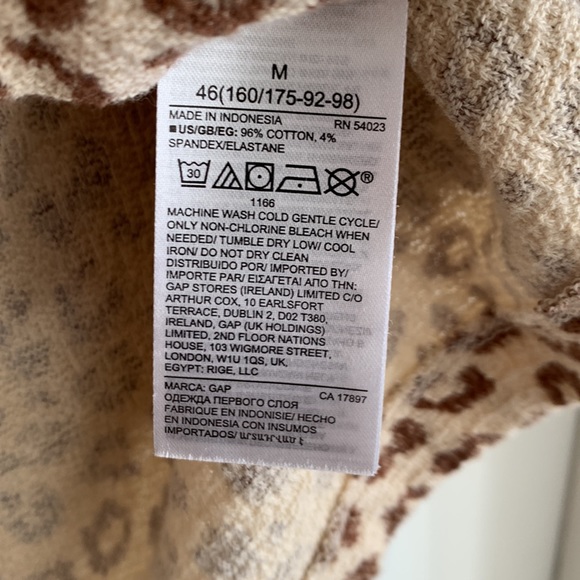 M
46(160/175-92-98)
MADE IN INDONESIA RN 54023
■ US/GB/EG: 96% COTTON, 4%
SPANDEX/ELASTANE
30 ®
1166
MACHINE WASH COLD GENTLE CYCLE/
ONLY NON-CHLORINE BLEACH WHEN
NEEDED/ TUMBLE DRY LOW/ COOL
IRON/ DO NOT DRY CLEAN
DISTRIBUIDO POR/ IMPORTED BY/
IMPORTE PAR/ ΕΙΣΑΓΕΤΑΙ ΑΠΟ ΤΗΝ:
GAP STORES (IRELAND) LIMITED C/O
ARTHUR COX, 10 EARLSFORT
TERRACE, DUBLIN 2, D02 T380,
IRELAND, GAP (UK HOLDINGS)
LIMITED, 2ND FLOOR NATIONS
HOUSE, 103 WIGMORE STREET,
LONDON, W1U 1QS, UK.
EGYPT: RIGE, LLC
MARCA: GAP CA 17897
ОДЕЖДА ПЕРВОГО СЛОЯ
FABRIQUE EN INDONISIE/ HECHO
EN INDONESIA CON INSUMOS
IMPORTADOS/